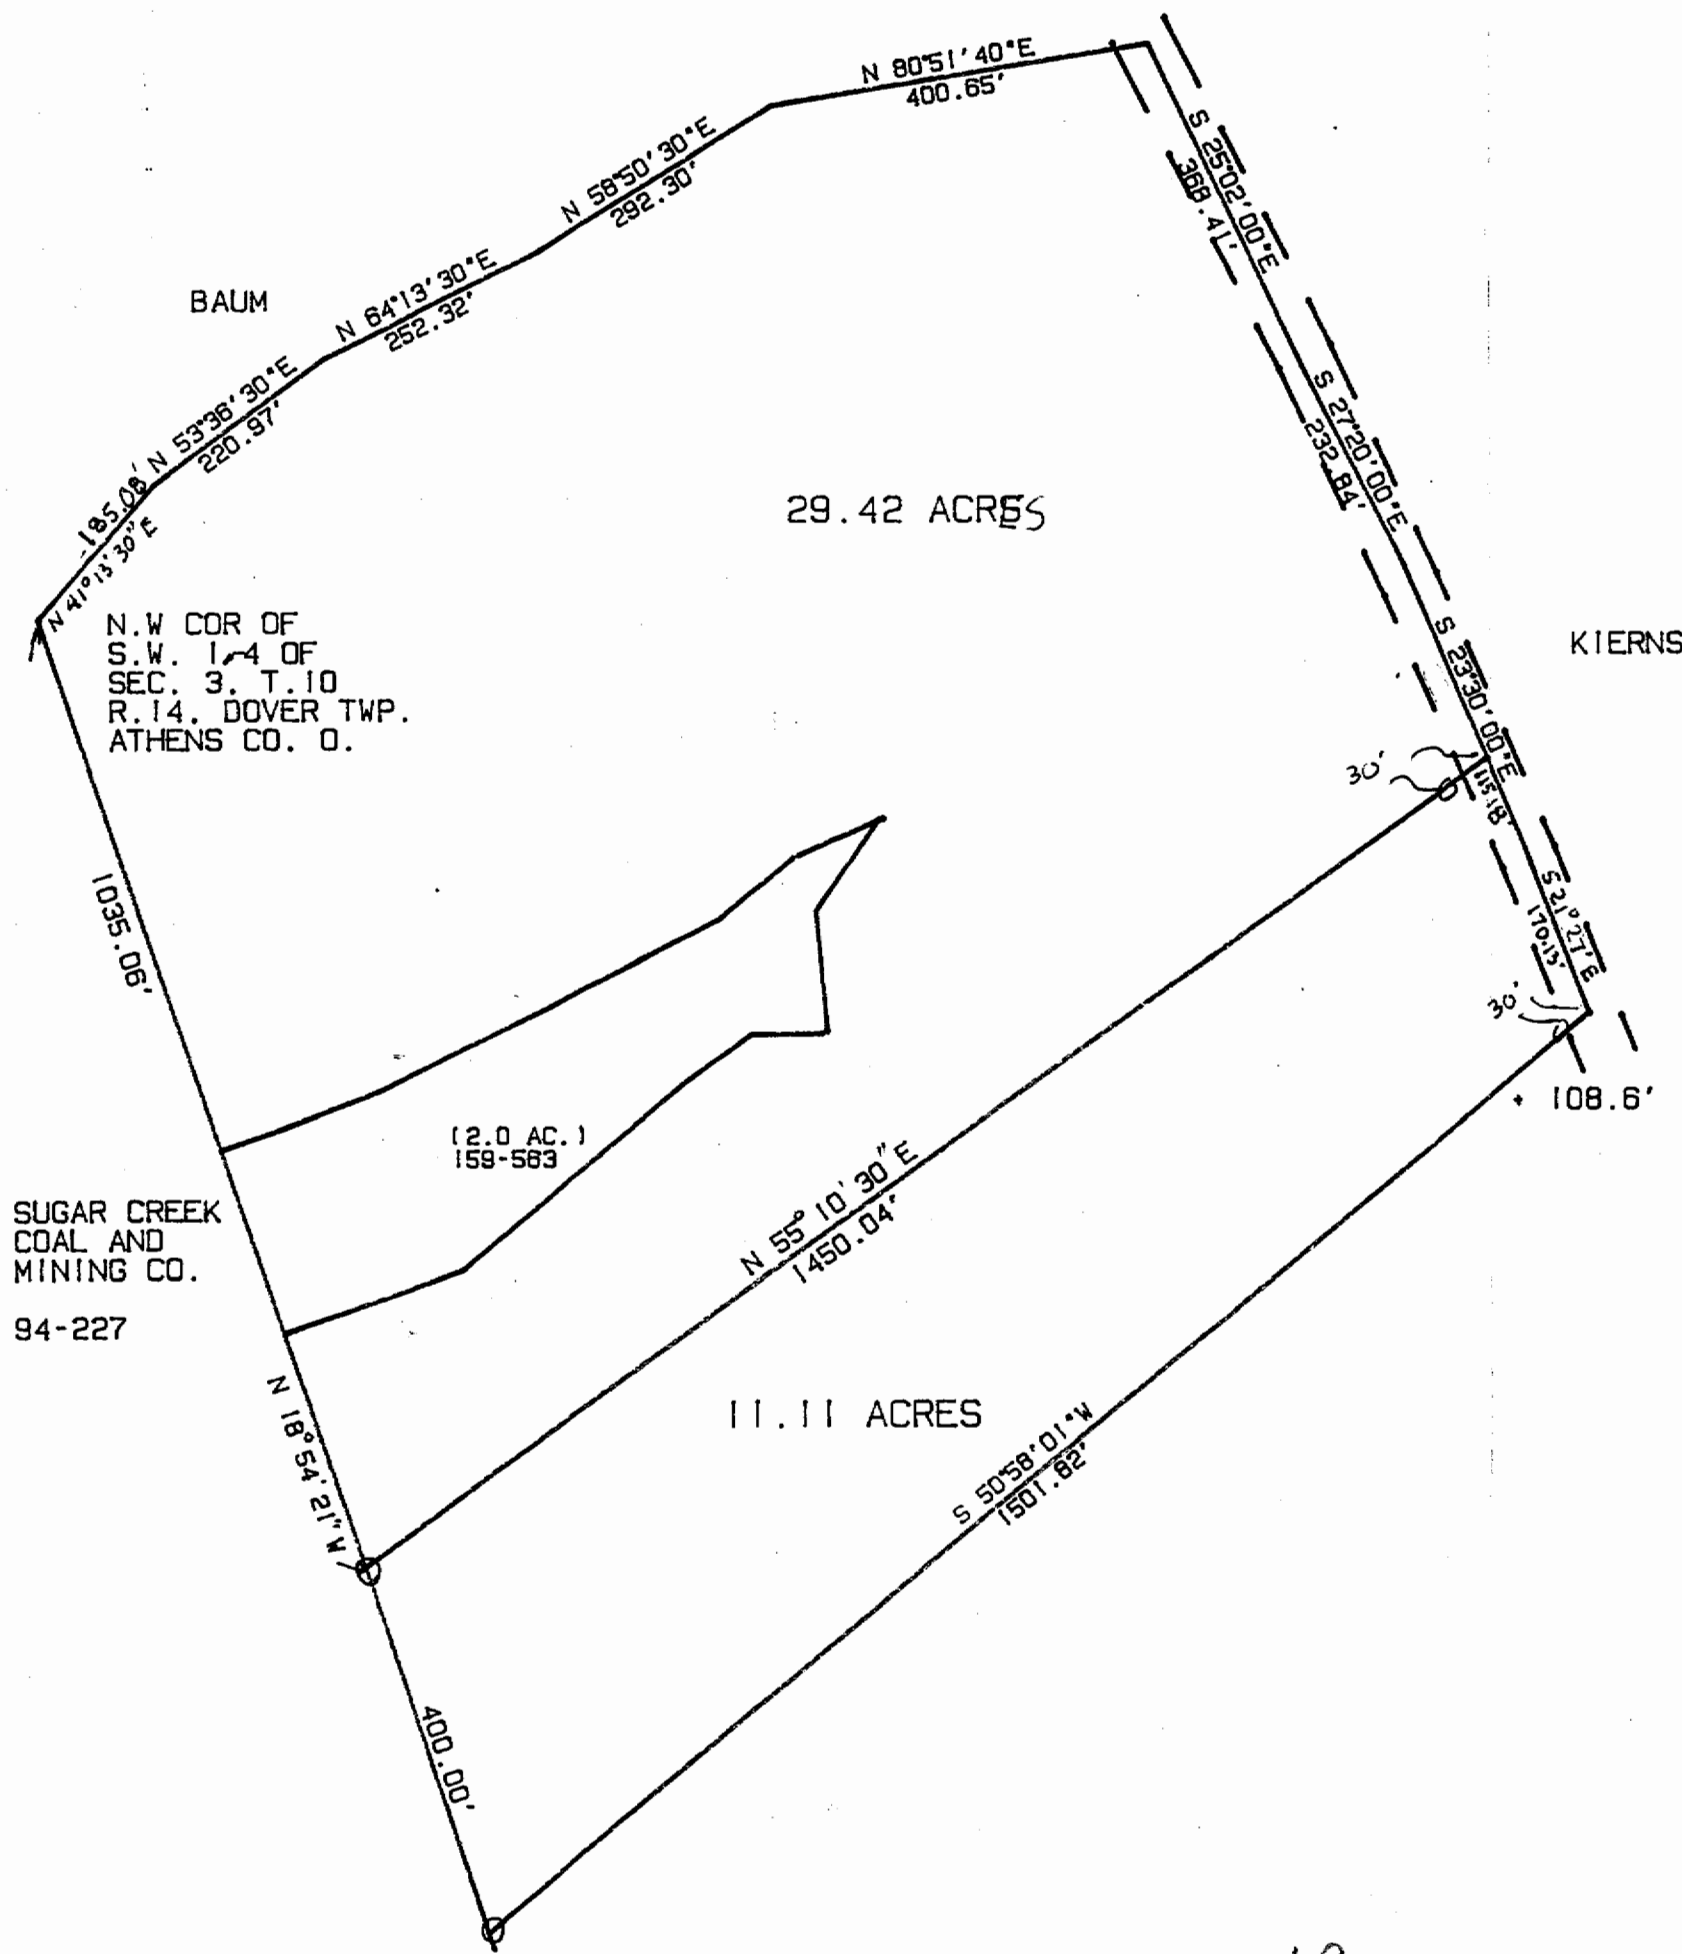 N 80°51'40"E
400.65'
S 25°02'00"E
368.41'
N 58°50'30"E
292.30'
BAUM
N 64°13'30"E
252.32'
N 53°36'30"E
220.97'
185.08'
N 41°13'30"E
S 27°20'00"E
232.84'
29.42 ACRES
N.W COR OF
S.W. 1/4 OF
SEC. 3. T.10
R.14. DOVER TWP.
ATHENS CO. O.
KIERNS
S 23°30'00"E
30'
1035.06'
S 21°27'E
170.13'
30'
108.6'
(2.0 AC.)
159-563
N 55° 10' 30" E
1450.04'
SUGAR CREEK
COAL AND
MINING CO.
94-227
N 18°54'21"W
11.11 ACRES
S 50°58'01"W
1501.82'
400.00'